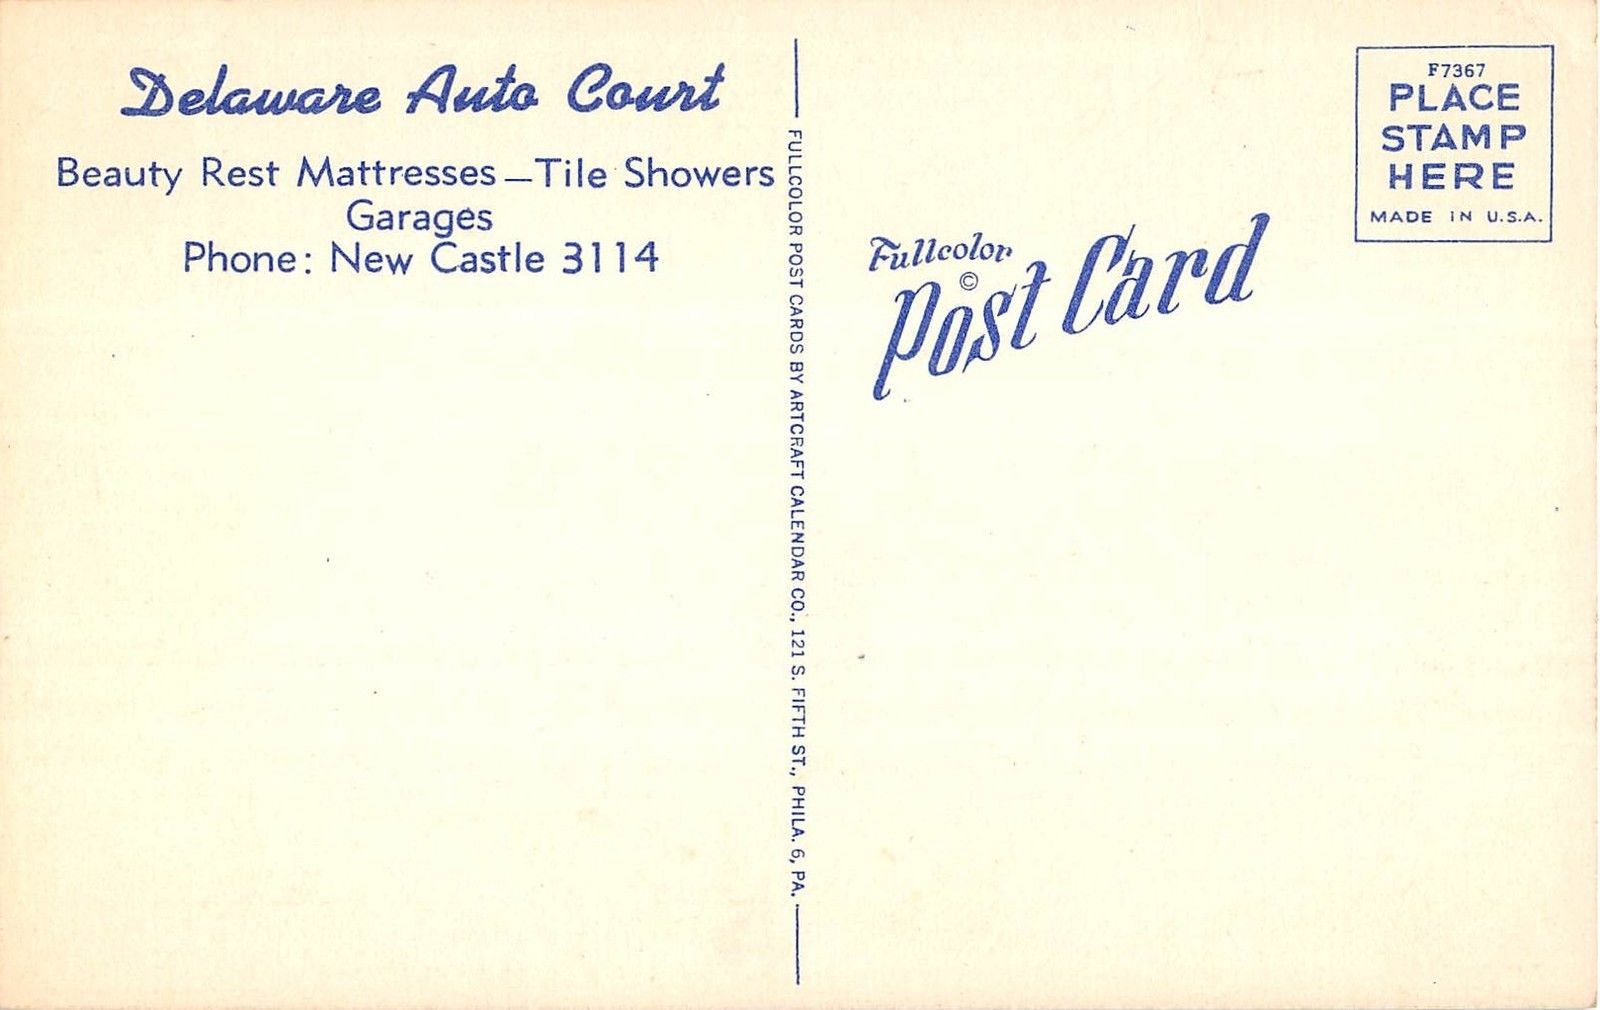 Delaware Auto Court
Beauty Rest Mattresses—Tile Showers
Garages
Phone: New Castle 3114
FULLCOLOR POST CARDS BY ARTCRAFT CALENDAR CO., 121 S. FIFTH ST., PHILA. 6, PA.
Fullcolor
©
Post Card
F7367
PLACE
STAMP
HERE
MADE IN U.S.A.